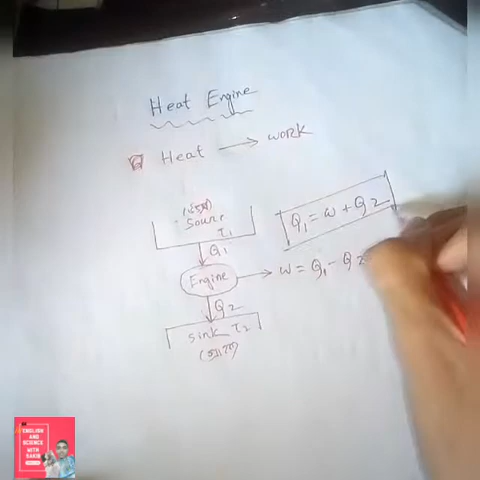 Heat Engine
Heat → work
Source
T₁
Q₁ = w + Q₂
Q₁
Engine → w = Q₁ - Q₂
Q₂
sink T₂
ENGLISH
AND
SCIENCE
WITH
RAKIB